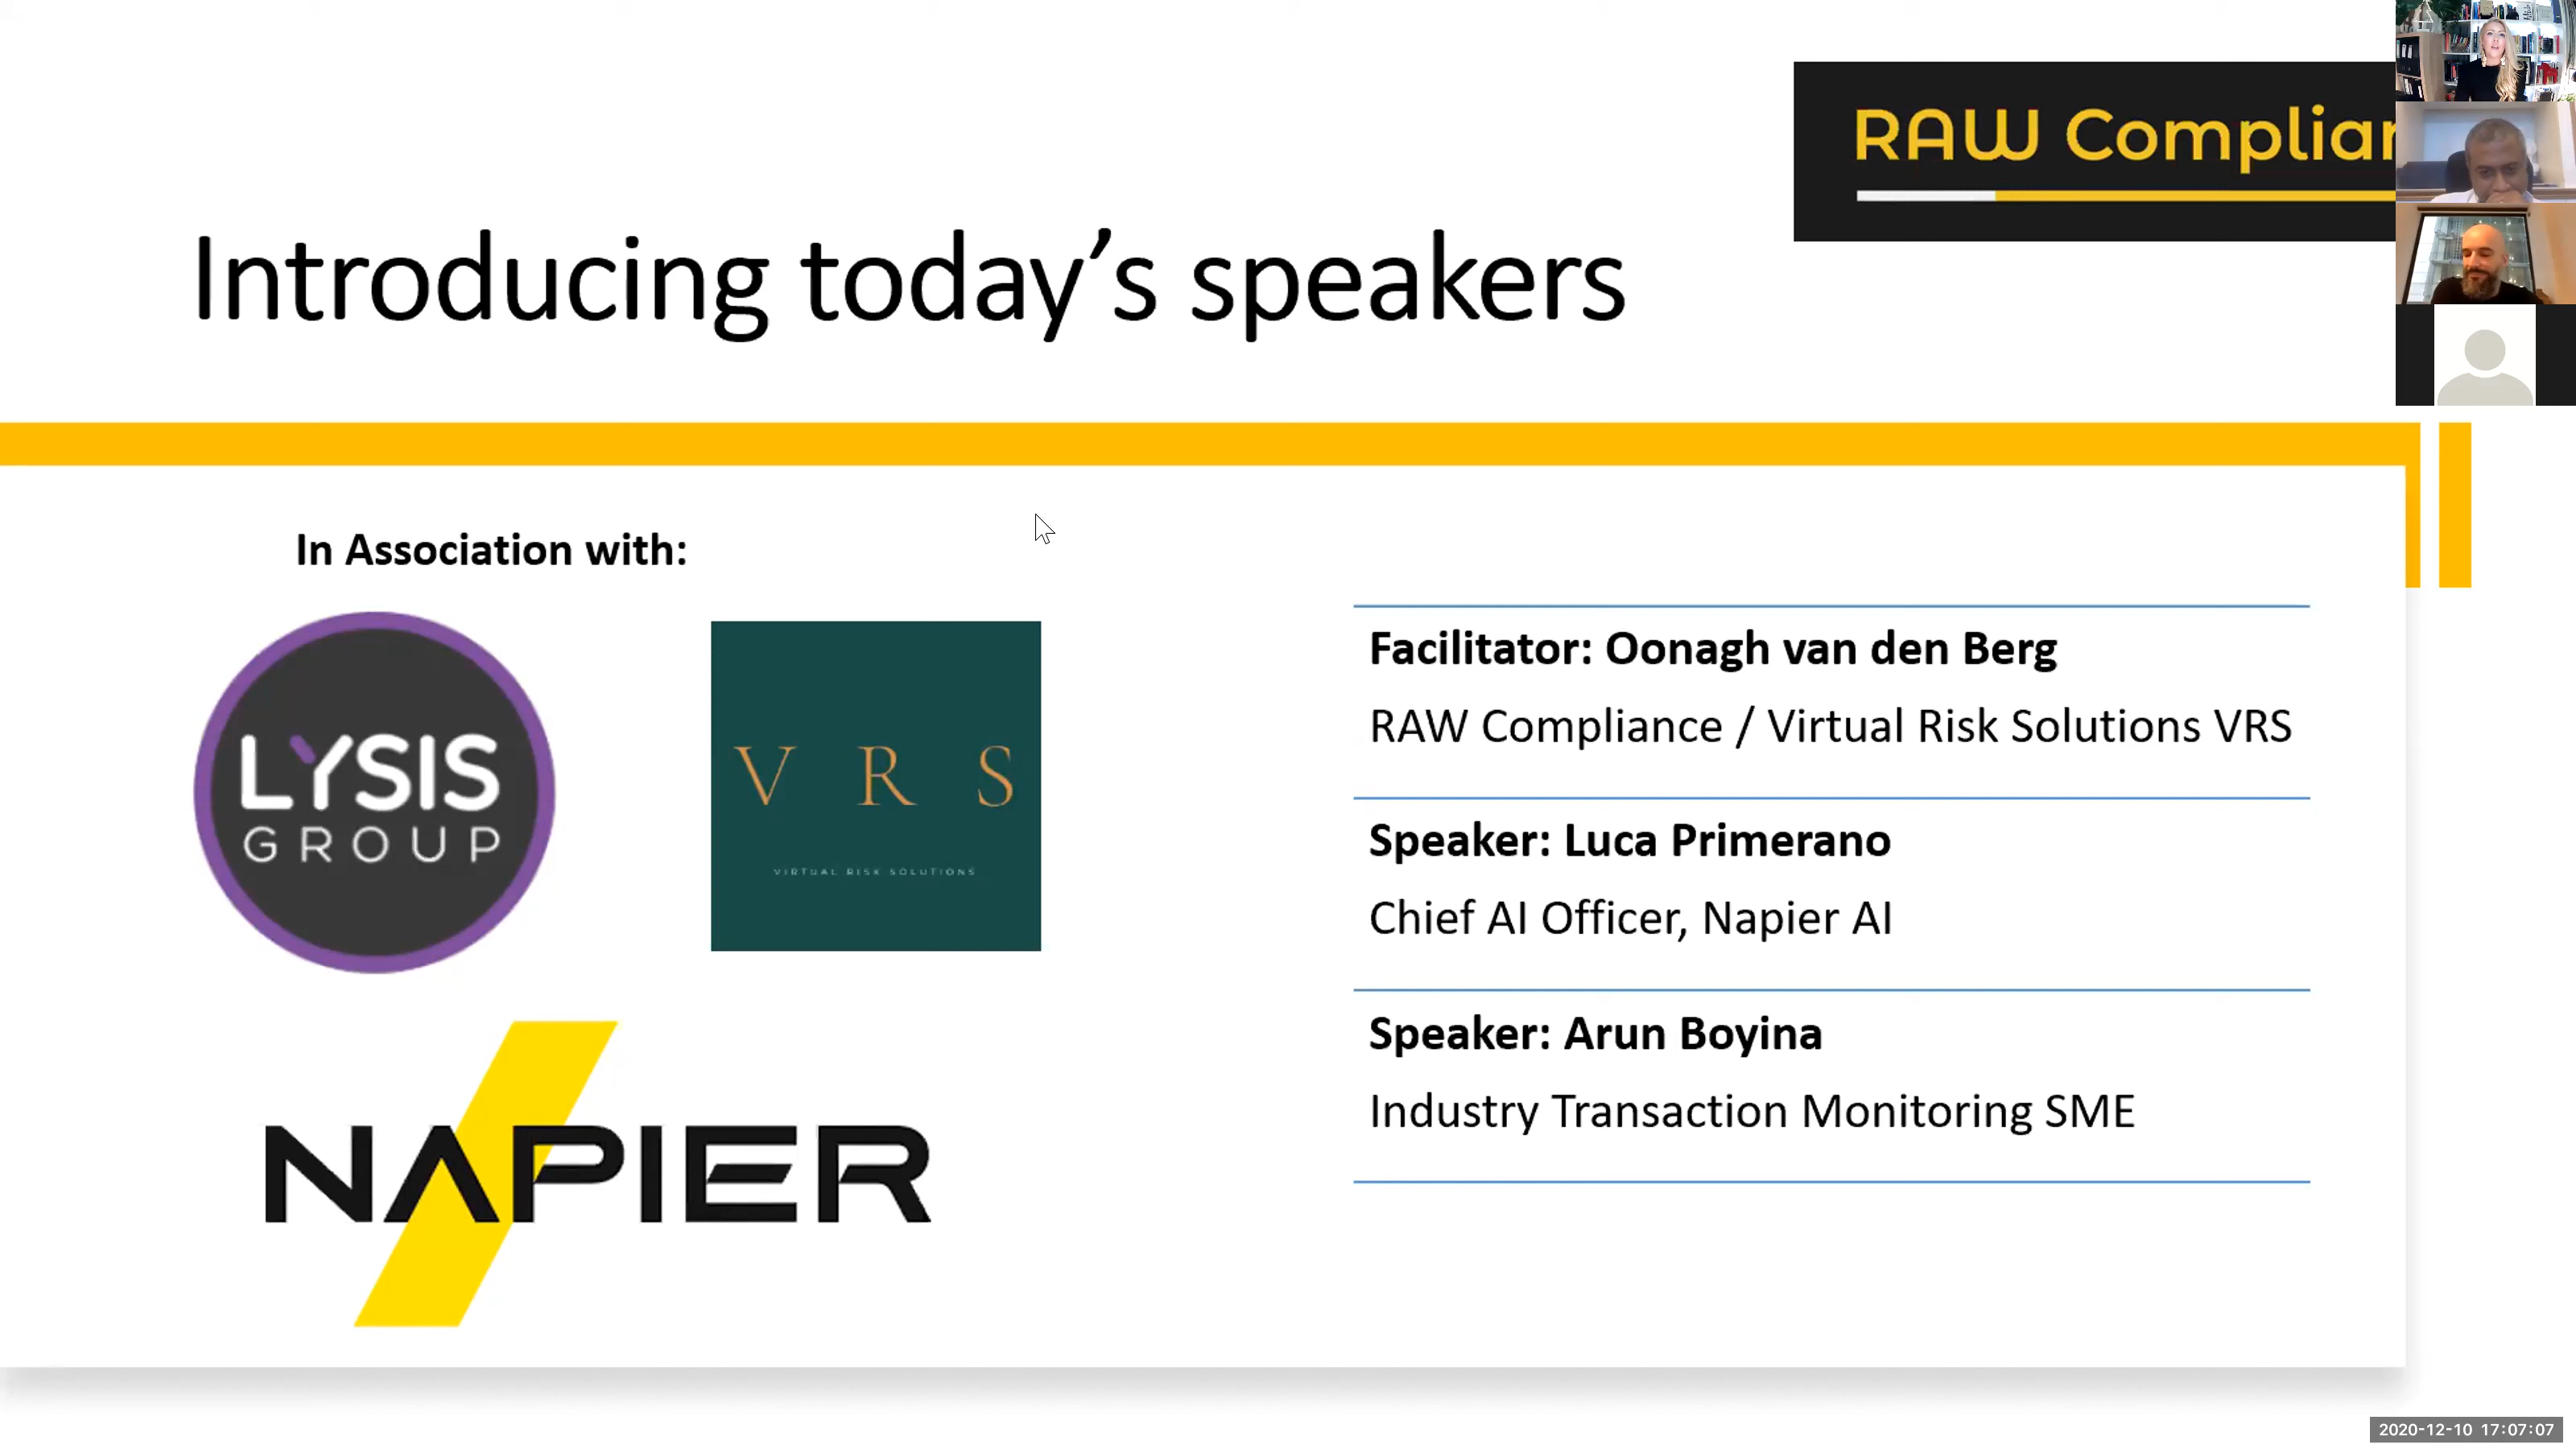 RAW Complian
Introducing today’s speakers
In Association with:
LYSIS
GROUP
V R S
VIRTUAL RISK SOLUTIONS
NAPIER
Facilitator: Oonagh van den Berg
RAW Compliance / Virtual Risk Solutions VRS
Speaker: Luca Primerano
Chief AI Officer, Napier AI
Speaker: Arun Boyina
Industry Transaction Monitoring SME
2020-12-10 17:07:07